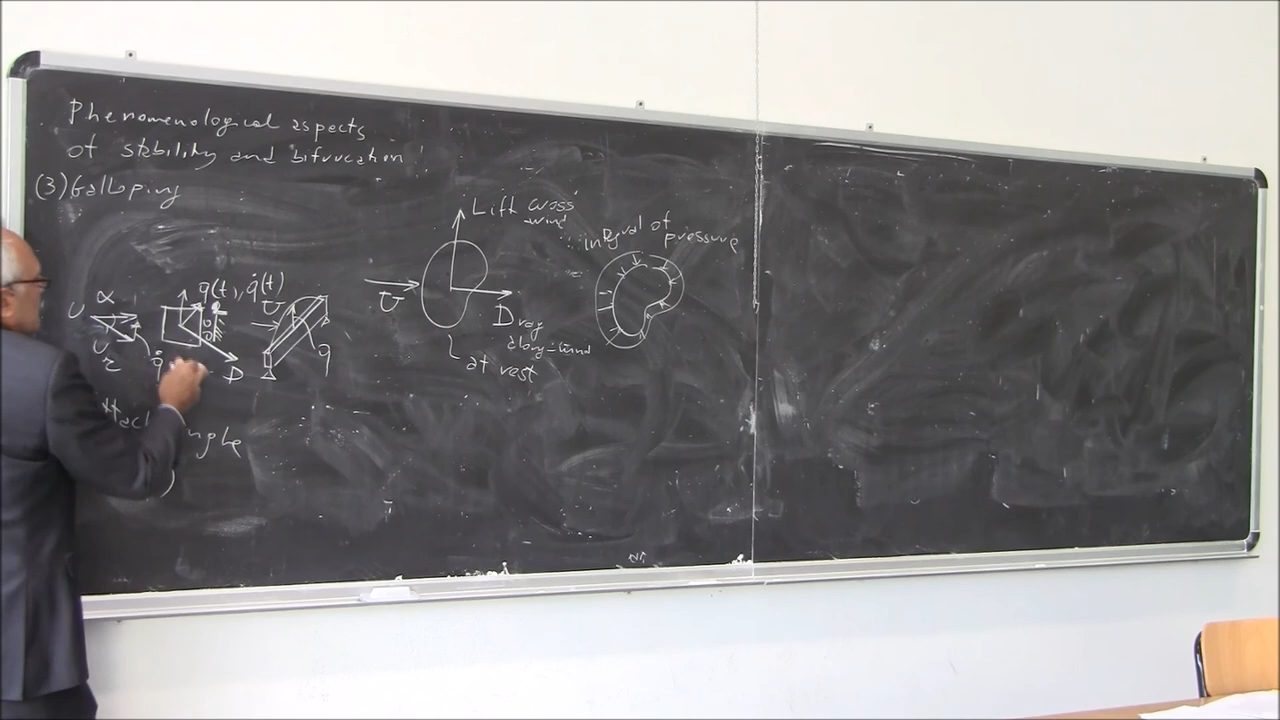 Phenomenological aspects
of stability and bifurcation
(3) Galloping
Lift cross
wind
integral of
pressure
q(t), q̇(t)
U α
U
U
U
r
q̇
D
q
Drag
along-wind
at rest